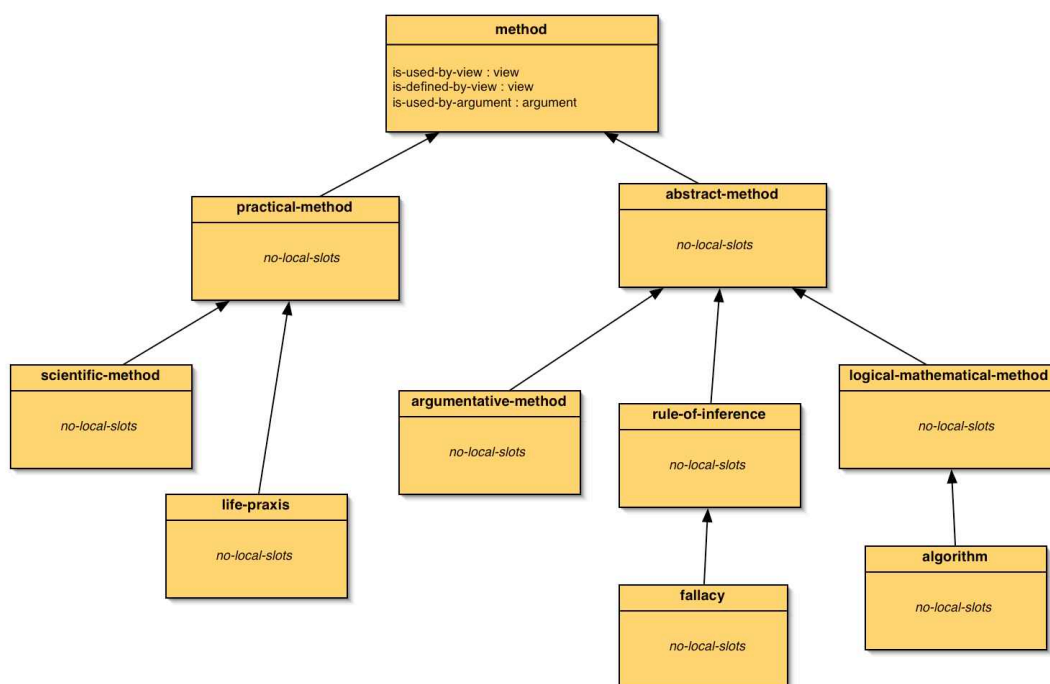 method
is-used-by-view : view
is-defined-by-view : view
is-used-by-argument : argument
practical-method
no-local-slots
abstract-method
no-local-slots
scientific-method
no-local-slots
argumentative-method
no-local-slots
rule-of-inference
no-local-slots
logical-mathematical-method
no-local-slots
life-praxis
no-local-slots
fallacy
no-local-slots
algorithm
no-local-slots